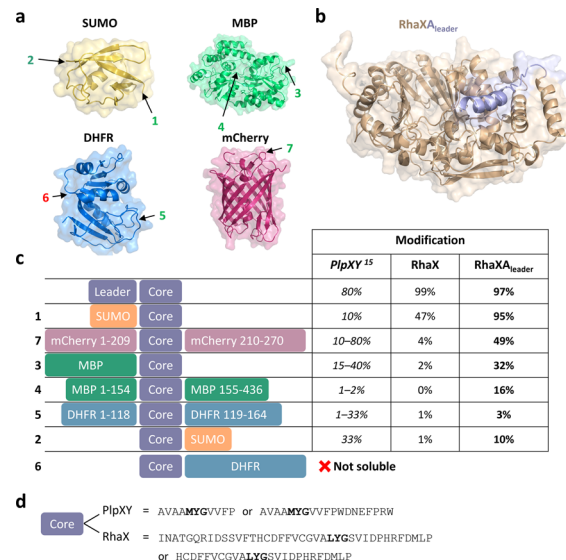 a
SUMO
MBP
2
1
4
3
DHFR
mCherry
6
5
7
b
RhaXA leader
c
Modification
PlpXY 15 RhaX RhaXA leader
Leader Core 80% 99% 97%
1 SUMO Core 10% 47% 95%
7 mCherry 1-209 Core mCherry 210-270 10–80% 4% 49%
3 MBP Core 15–40% 2% 32%
4 MBP 1-154 Core MBP 155-436 1–2% 0% 16%
5 DHFR 1-118 Core DHFR 119-164 1–33% 1% 3%
2 Core SUMO 33% 1% 10%
6 Core DHFR ❌ Not soluble
d
Core
PlpXY = AVAAMYGVVFP or AVAAMYGVVFPWDNEFPRW
RhaX = INATGQRIDSSVFTHCDFFVCGVALYGSVIDPHRFDMLP
or HCDFFVCGVALYGSVIDPHRFDMLP